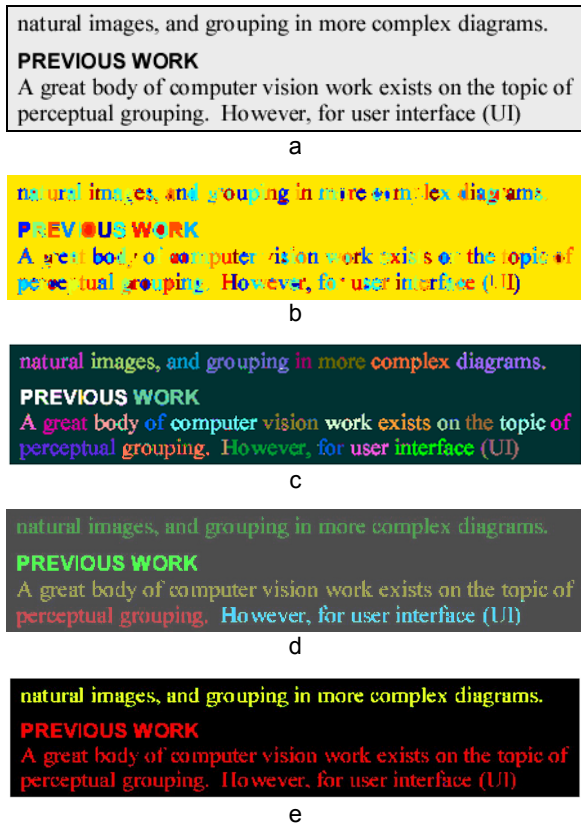 natural images, and grouping in more complex diagrams.
PREVIOUS WORK
A great body of computer vision work exists on the topic of
perceptual grouping.  However, for user interface (UI)
a
natural images, and grouping in more complex diagrams.
PREVIOUS WORK
A great body of computer vision work exists on the topic of
perceptual grouping.  However, for user interface (UI)
b
natural images, and grouping in more complex diagrams.
PREVIOUS WORK
A great body of computer vision work exists on the topic of
perceptual grouping.  However, for user interface (UI)
c
natural images, and grouping in more complex diagrams.
PREVIOUS WORK
A great body of computer vision work exists on the topic of
perceptual grouping.  However, for user interface (UI)
d
natural images, and grouping in more complex diagrams.
PREVIOUS WORK
A great body of computer vision work exists on the topic of
perceptual grouping.  However, for user interface (UI)
e